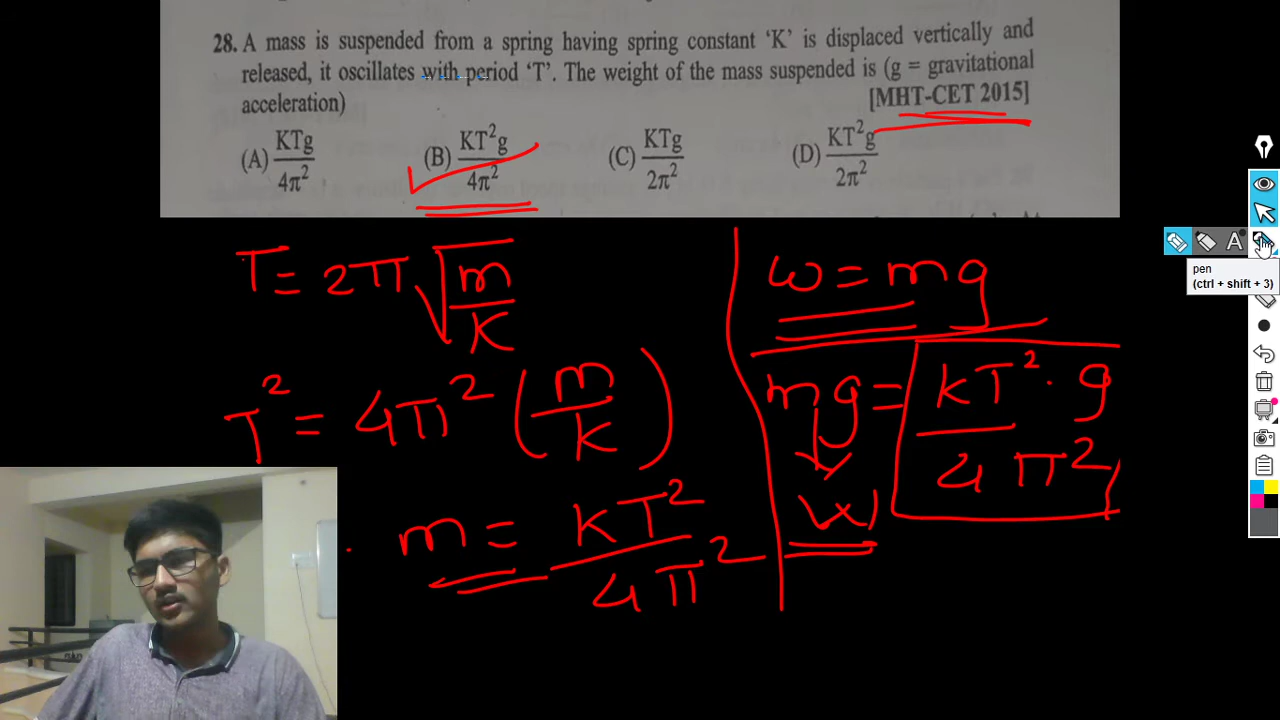 28. A mass is suspended from a spring having spring constant ‘K’ is displaced vertically and
released, it oscillates with period ‘T’. The weight of the mass suspended is (g = gravitational
acceleration) [MHT-CET 2015]
(A) KTg/4π² (B) KT²g/4π² (C) KTg/2π² (D) KT²g/2π²
T = 2π√(m/K)
T² = 4π² (m/K)
m = KT²/4π²
w = mg
mg = KT²·g/4π²
W
A
pen
(ctrl + shift + 3)